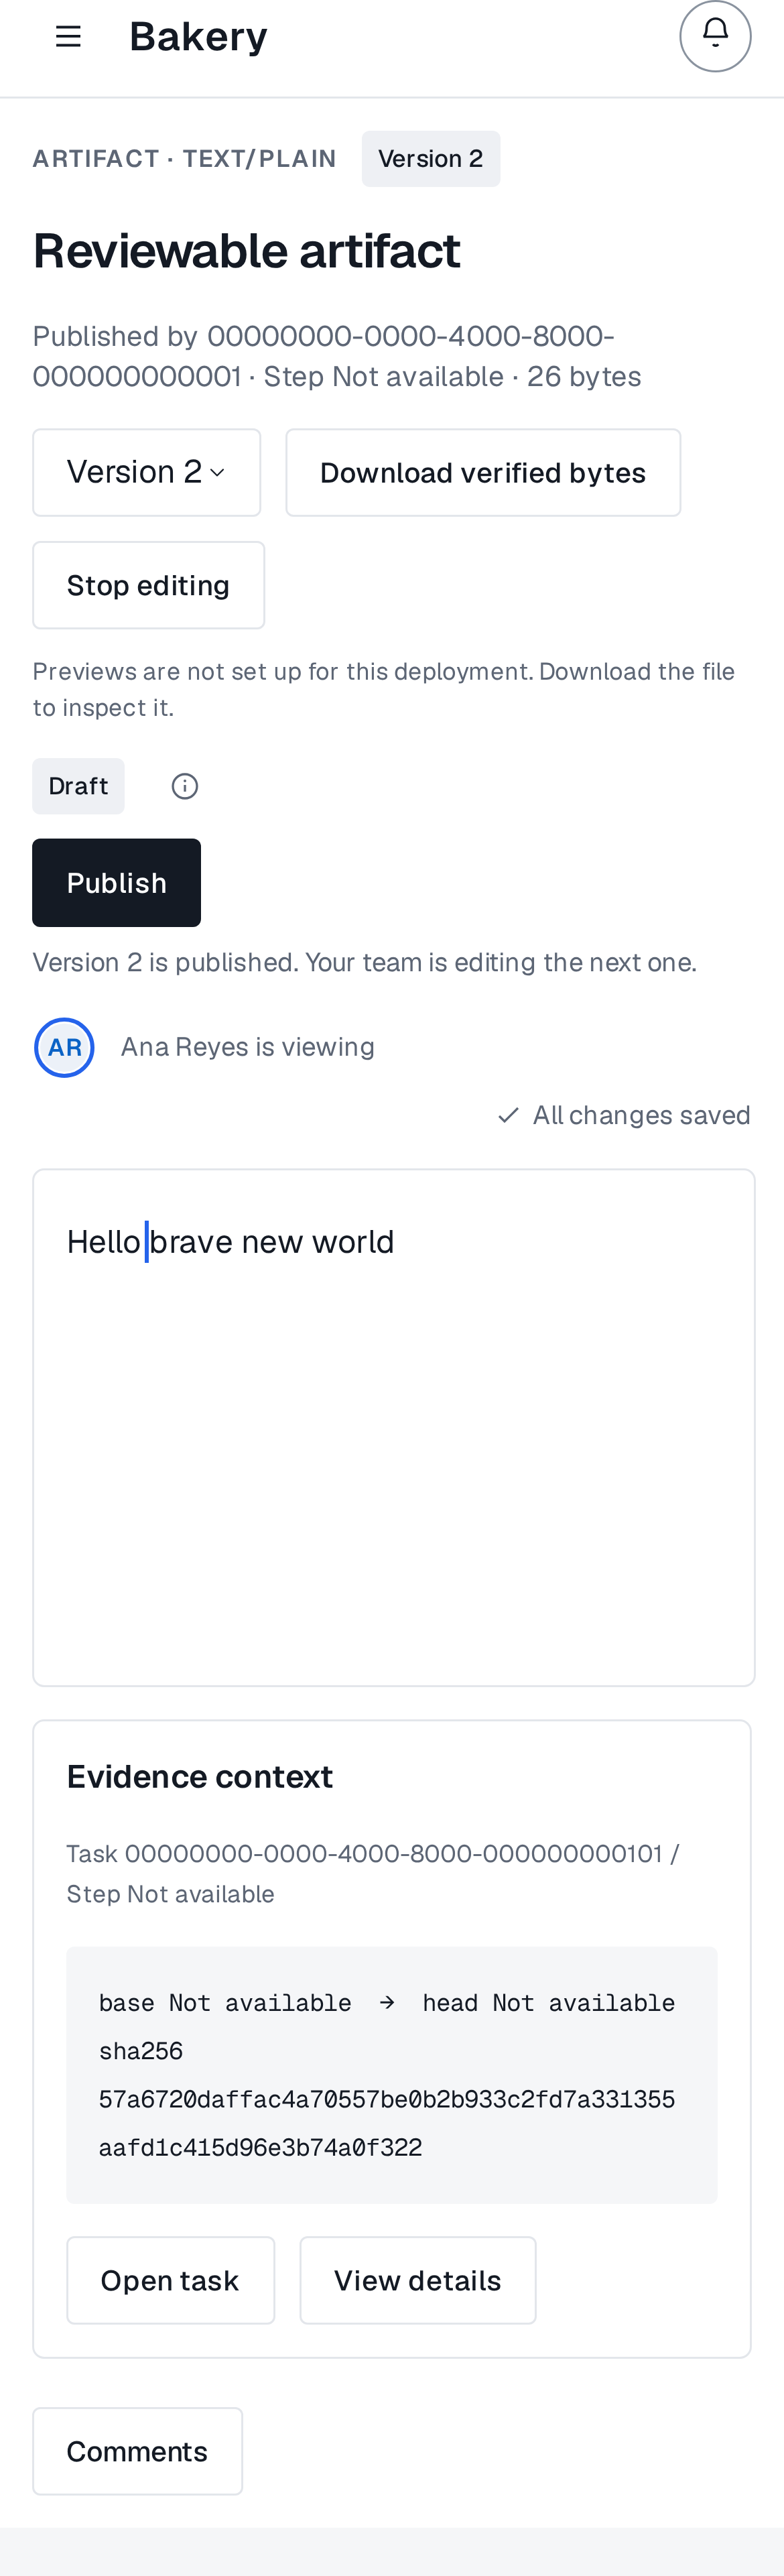 Bakery
ARTIFACT · TEXT/PLAIN Version 2
Reviewable artifact
Published by 00000000-0000-4000-8000-
000000000001 · Step Not available · 26 bytes
Version 2 Download verified bytes
Stop editing
Previews are not set up for this deployment. Download the file
to inspect it.
Draft
Publish
Version 2 is published. Your team is editing the next one.
AR Ana Reyes is viewing
All changes saved
Hello brave new world
Evidence context
Task 00000000-0000-4000-8000-000000000101 /
Step Not available
base Not available → head Not available
sha256
57a6720daffac4a70557be0b2b933c2fd7a331355
aafd1c415d96e3b74a0f322
Open task View details
Comments